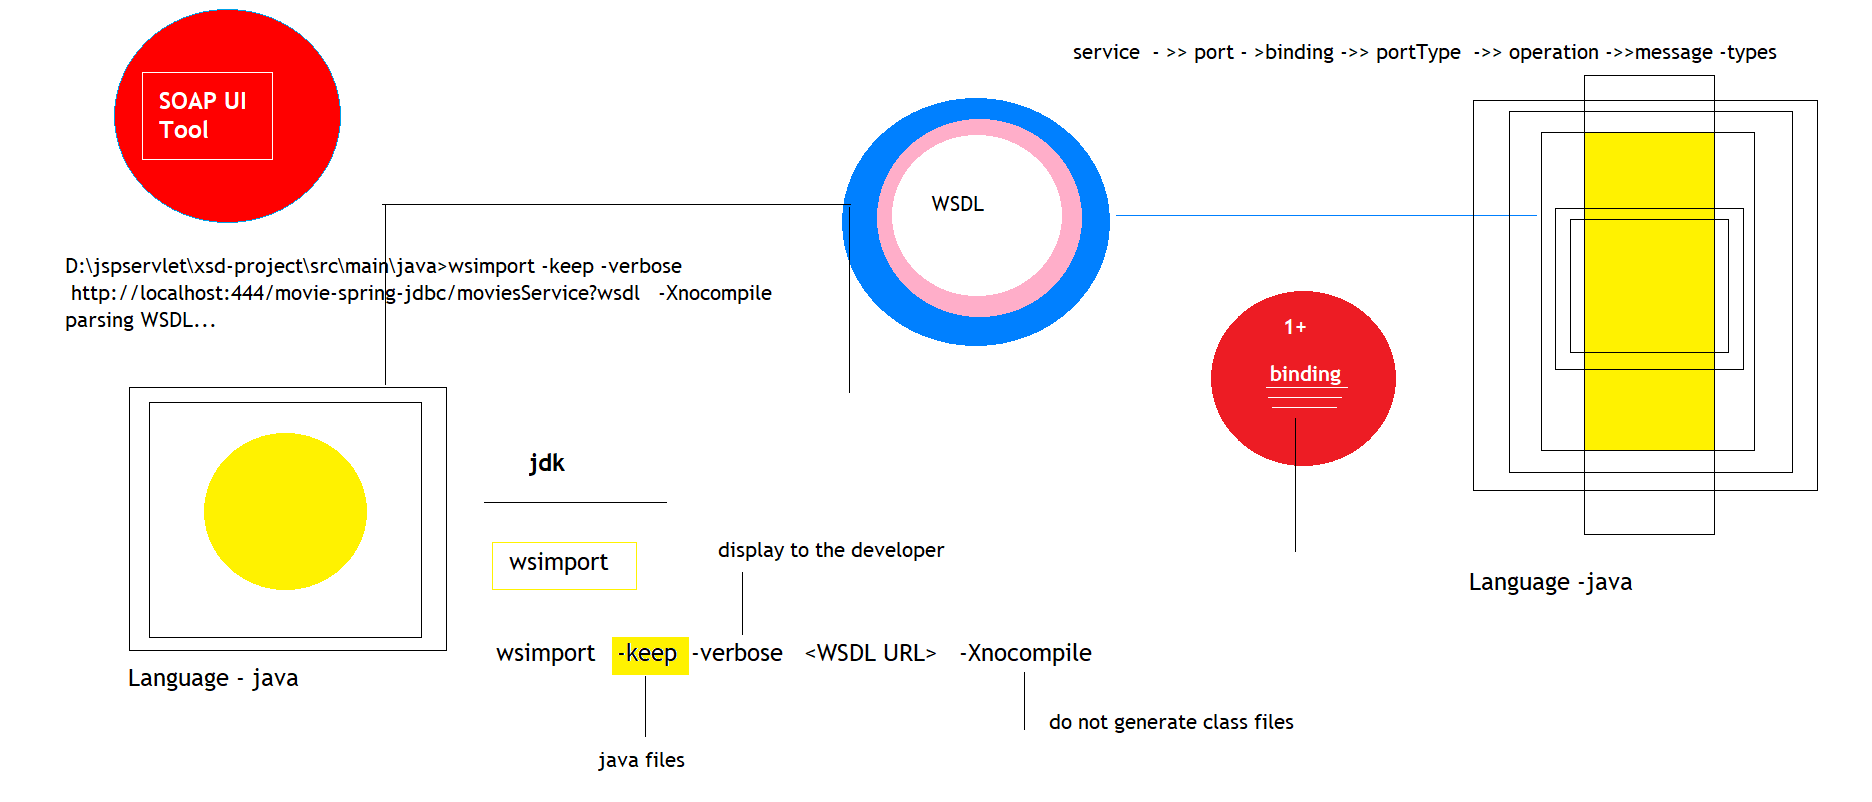 SOAP UI
Tool
service  - >> port - >binding ->> portType  ->> operation ->>message -types
WSDL
D:\jspservlet\xsd-project\src\main\java>wsimport -keep -verbose
http://localhost:444/movie-spring-jdbc/moviesService?wsdl   -Xnocompile
parsing WSDL...
1+
binding
jdk
wsimport
display to the developer
Language -java
wsimport  -keep -verbose  <WSDL URL>  -Xnocompile
Language - java
do not generate class files
java files